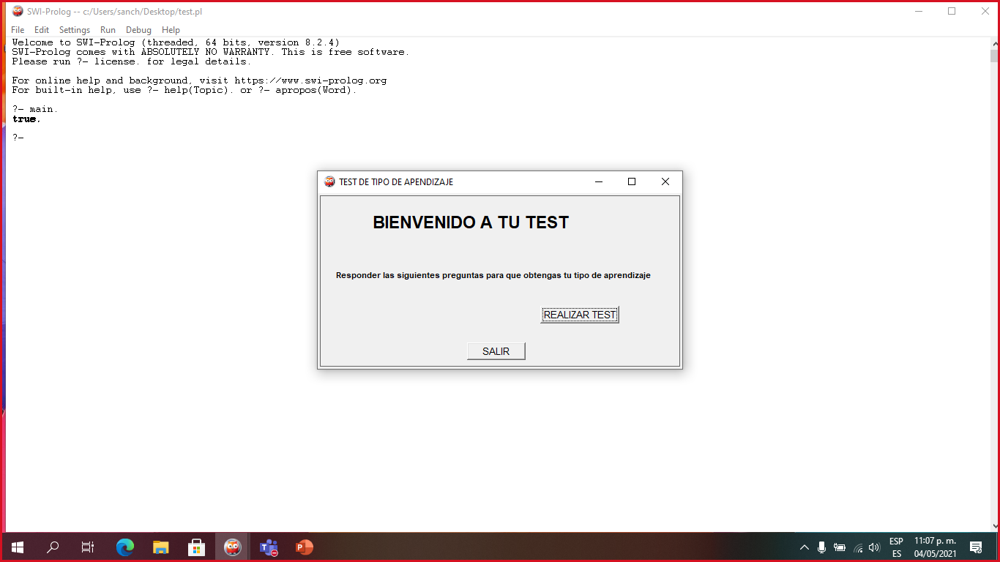 SWI-Prolog -- c:/Users/sanch/Desktop/test.pl
File Edit Settings Run Debug Help
Welcome to SWI-Prolog (threaded, 64 bits, version 8.2.4)
SWI-Prolog comes with ABSOLUTELY NO WARRANTY. This is free software.
Please run ?- license. for legal details.
For online help and background, visit https://www.swi-prolog.org
For built-in help, use ?- help(Topic). or ?- apropos(Word).
?- main.
true.
?-
TEST DE TIPO DE APENDIZAJE
BIENVENIDO A TU TEST
Responder las siguientes preguntas para que obtengas tu tipo de aprendizaje
REALIZAR TEST
SALIR
ESP
ES
11:07 p. m.
04/05/2021